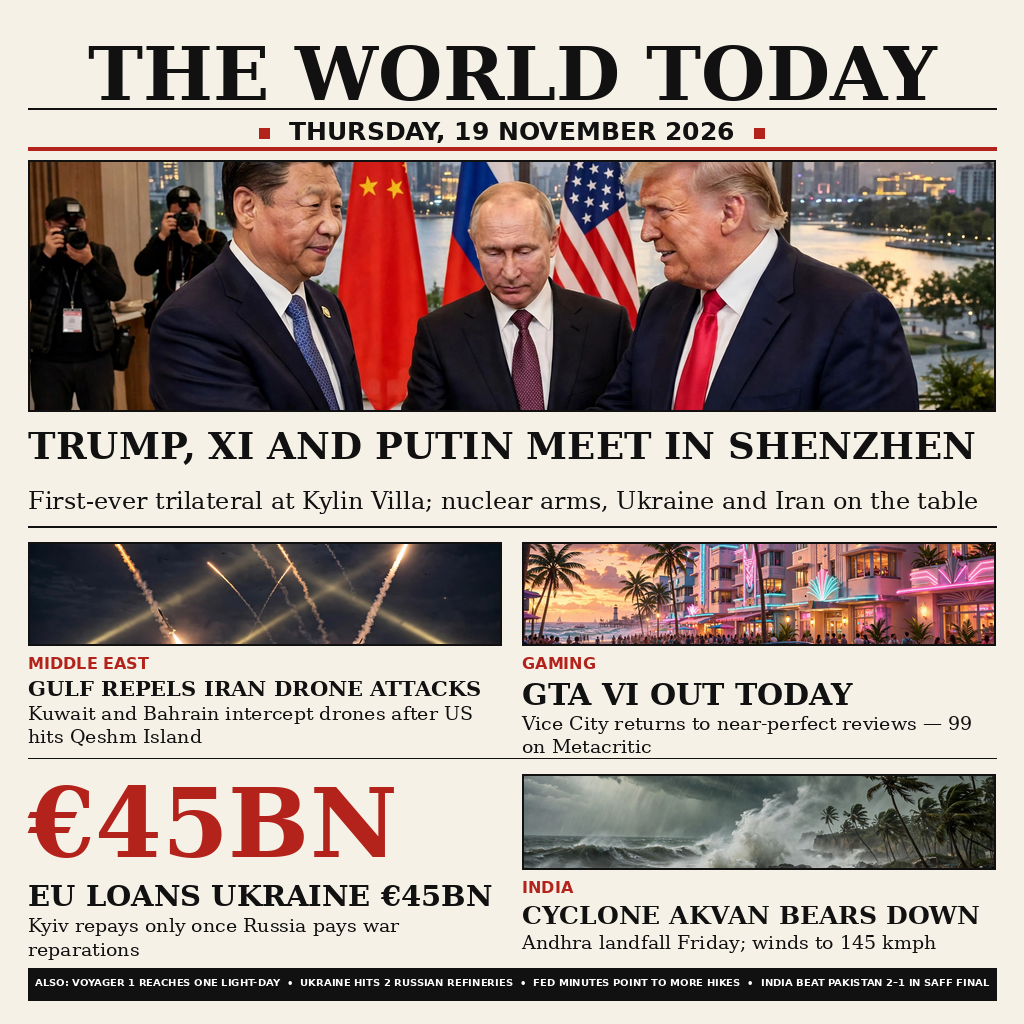 THE WORLD TODAY
THURSDAY, 19 NOVEMBER 2026
TRUMP, XI AND PUTIN MEET IN SHENZHEN
First-ever trilateral at Kylin Villa; nuclear arms, Ukraine and Iran on the table
MIDDLE EAST
GULF REPELS IRAN DRONE ATTACKS
Kuwait and Bahrain intercept drones after US
hits Qeshm Island
GAMING
GTA VI OUT TODAY
Vice City returns to near-perfect reviews — 99
on Metacritic
€45BN
EU LOANS UKRAINE €45BN
Kyiv repays only once Russia pays war
reparations
INDIA
CYCLONE AKVAN BEARS DOWN
Andhra landfall Friday; winds to 145 kmph
ALSO: VOYAGER 1 REACHES ONE LIGHT-DAY • UKRAINE HITS 2 RUSSIAN REFINERIES • FED MINUTES POINT TO MORE HIKES • INDIA BEAT PAKISTAN 2–1 IN SAFF FINAL